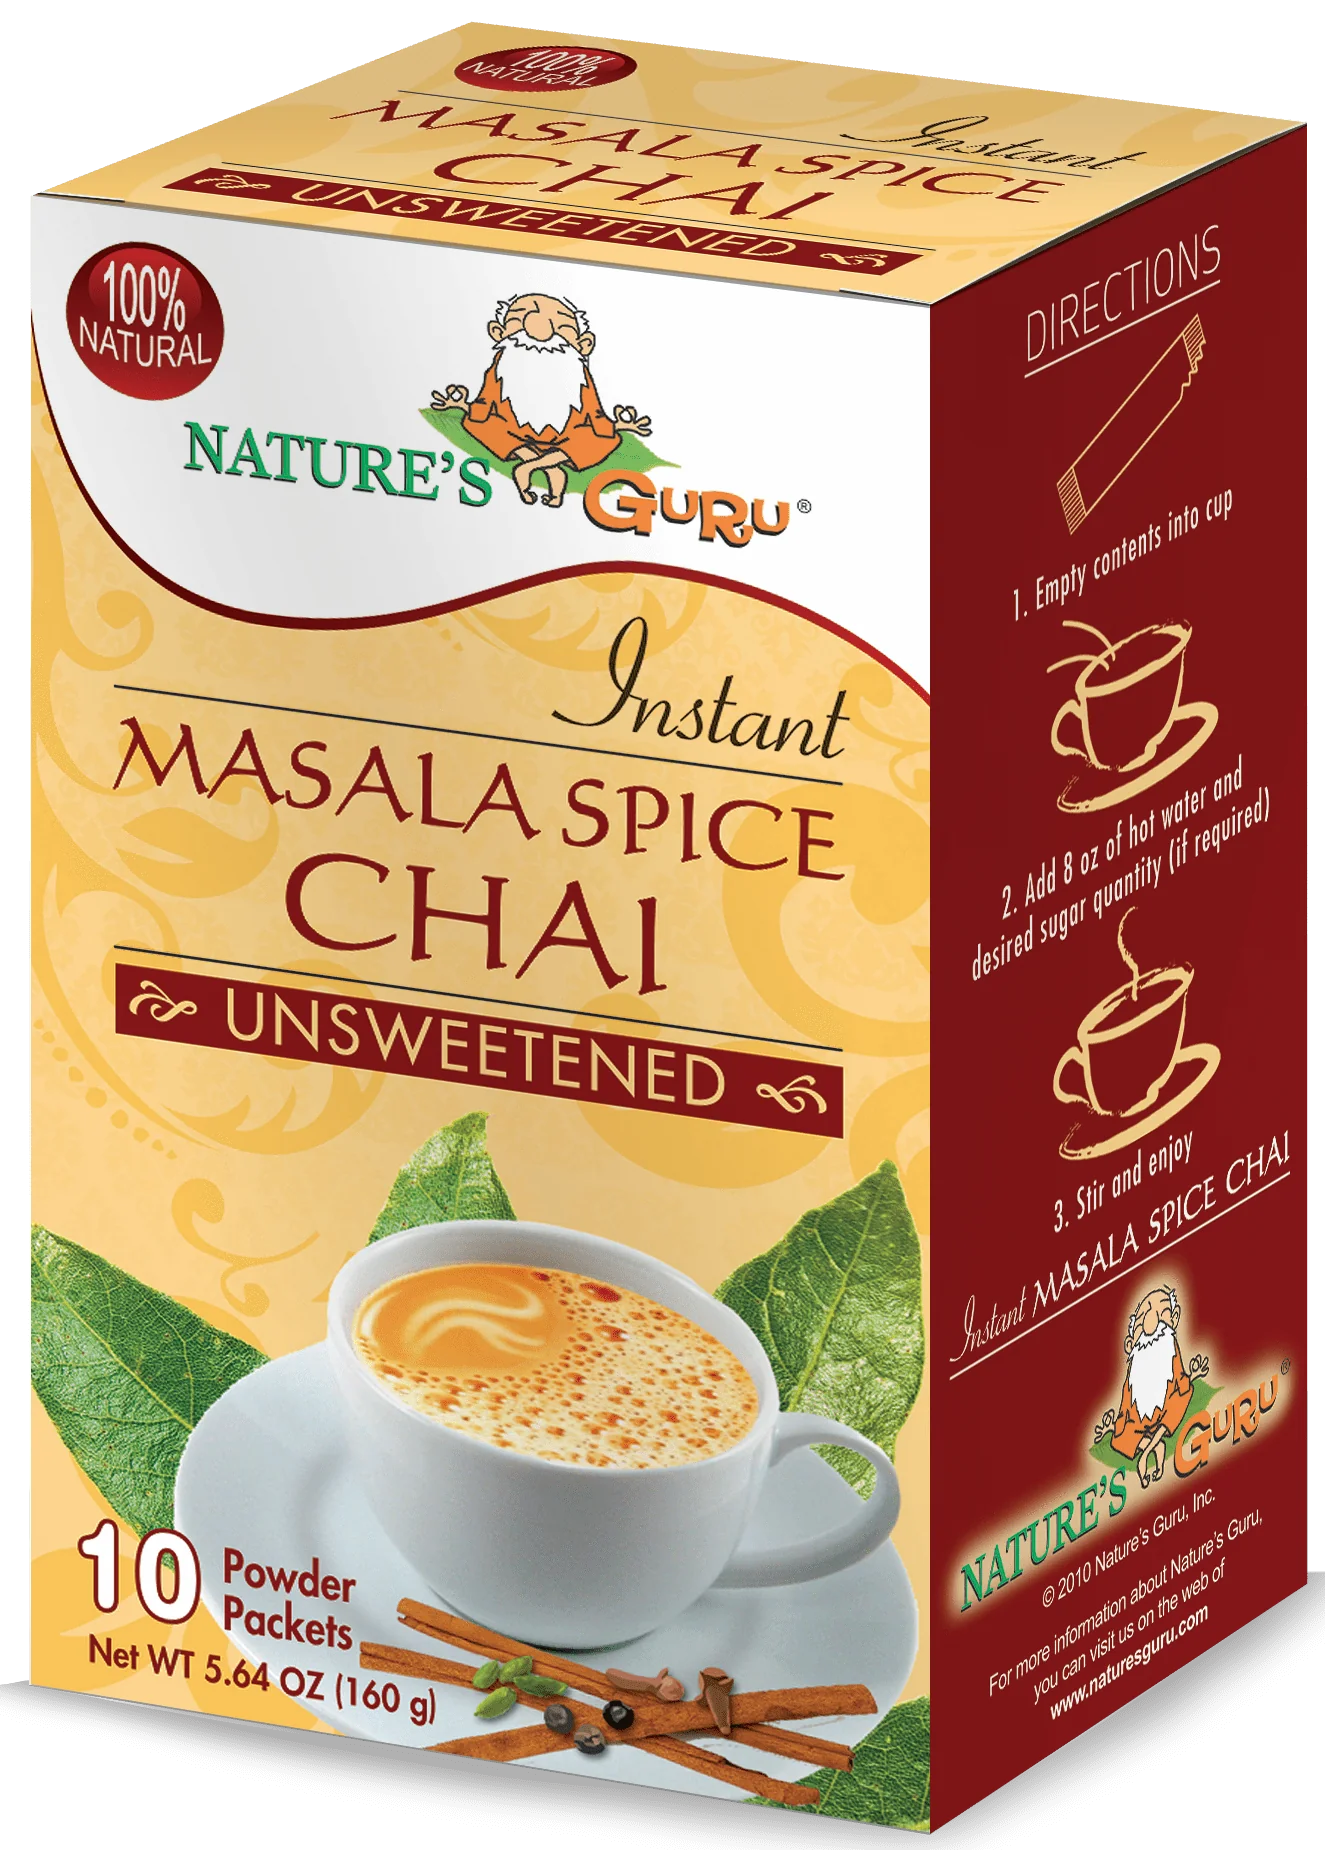 100%
NATURAL
Instant
MASALA SPICE
CHAI
UNSWEETENED
100%
NATURAL
NATURE'S GURU®
Instant
MASALA SPICE
CHAI
UNSWEETENED
10 Powder
Packets
Net WT 5.64 OZ (160 g)
DIRECTIONS
1. Empty contents into cup
2. Add 8 oz of hot water and
desired sugar quantity (if required)
3. Stir and enjoy
Instant MASALA SPICE CHAI
NATURE'S GURU®
© 2010 Nature's Guru, Inc.
For more information about Nature's Guru,
you can visit us on the web of
www.naturesguru.com